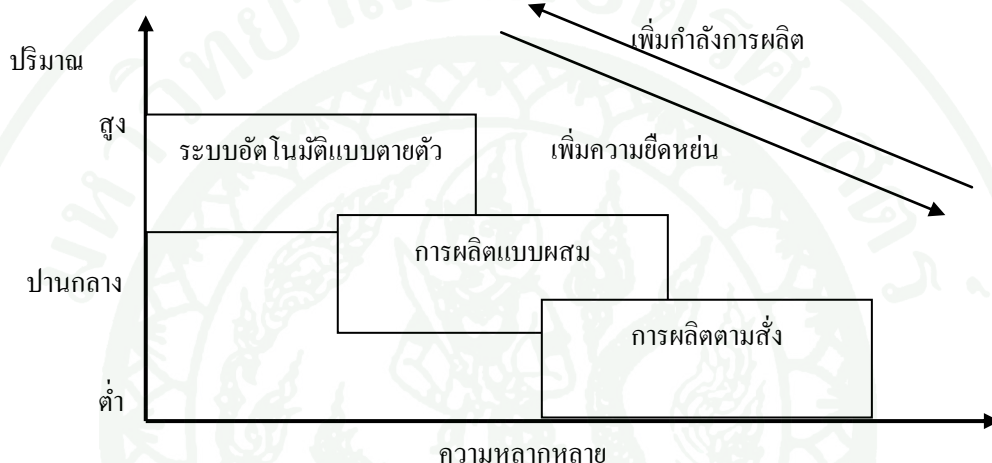 เพิ่มกำลังการผลิต
ปริมาณ
สูง
ระบบอัตโนมัติแบบตายตัว
เพิ่มความยืดหยุ่น
การผลิตแบบผสม
ปานกลาง
การผลิตตามสั่ง
ต่ำ
ความหลากหลาย